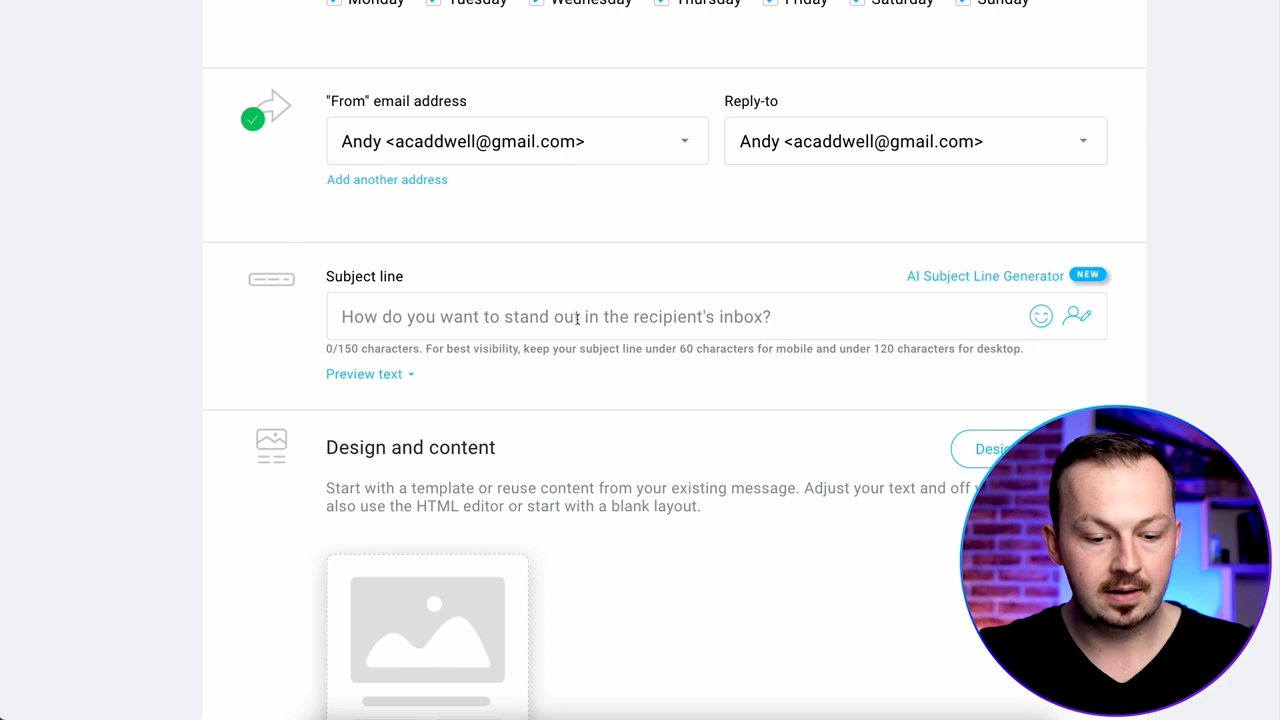 Monday Tuesday Wednesday Thursday Friday Saturday Sunday
"From" email address
Reply-to
Andy <acaddwell@gmail.com>
Andy <acaddwell@gmail.com>
Add another address
Subject line
AI Subject Line Generator NEW
How do you want to stand out in the recipient's inbox?
0/150 characters. For best visibility, keep your subject line under 60 characters for mobile and under 120 characters for desktop.
Preview text
Design and content
Start with a template or reuse content from your existing message. Adjust your text and
also use the HTML editor or start with a blank layout.